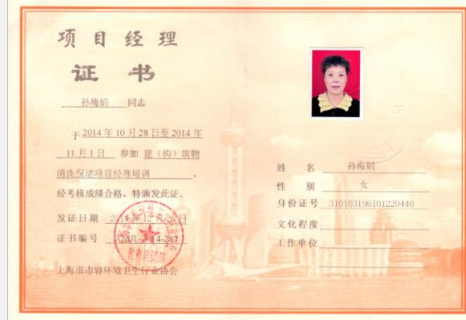 项目经理
证书
孙梅娟 同志
于2014年10月28日至2014年
11月1日 参加 建(构)筑物
清洗保洁项目经理培训
经考核成绩合格,特颁发此证。
发证日期
证书编号
上海市市容环境卫生行业协会
姓名 孙梅娟
性别 女
身份证号 310103196101220446
文化程度
工作单位